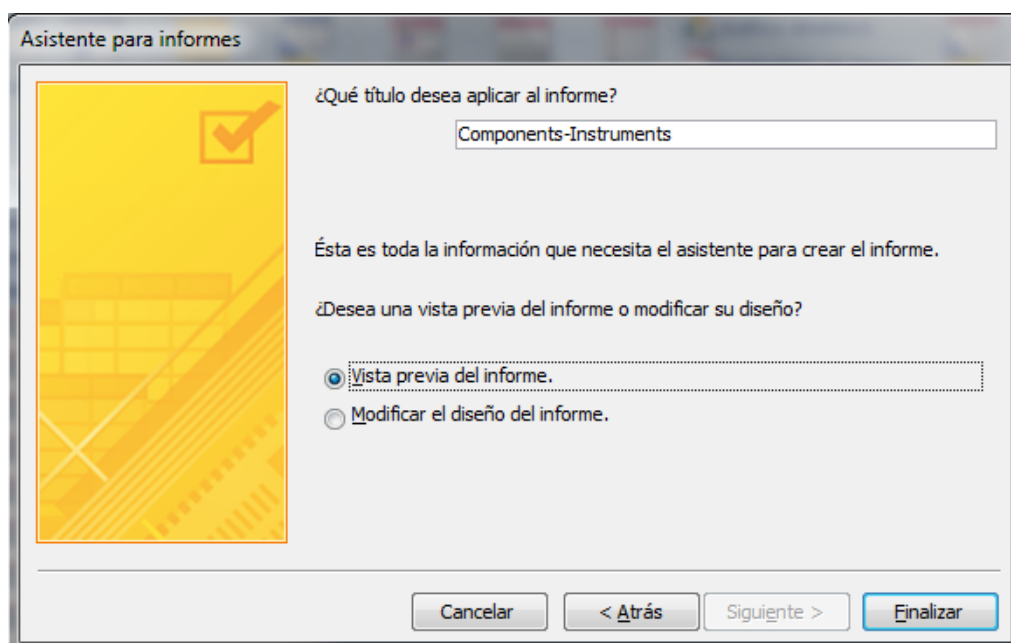 Asistente para informes
¿Qué título desea aplicar al informe?
Components-Instruments
Ésta es toda la información que necesita el asistente para crear el informe.
¿Desea una vista previa del informe o modificar su diseño?
Vista previa del informe.
Modificar el diseño del informe.
Cancelar < Atrás Siguiente > Finalizar